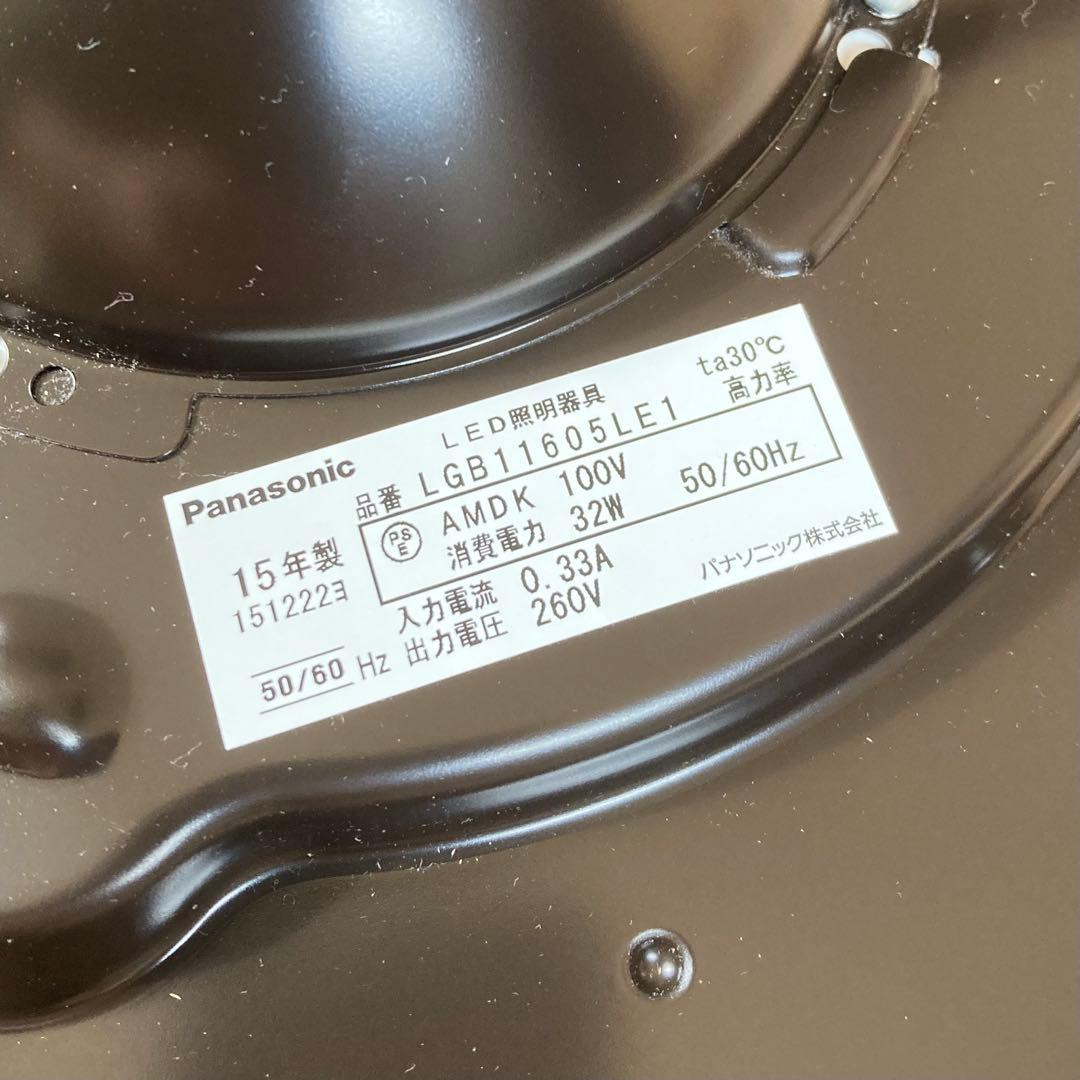 LED照明器具 ta30℃
Panasonic 品番 LGB11605LE1 高力率
15年製 PSE AMDK 100V 50/60Hz
151222ヨ 消費電力 32W
入力電流 0.33A
50/60 Hz 出力電圧 260V パナソニック株式会社